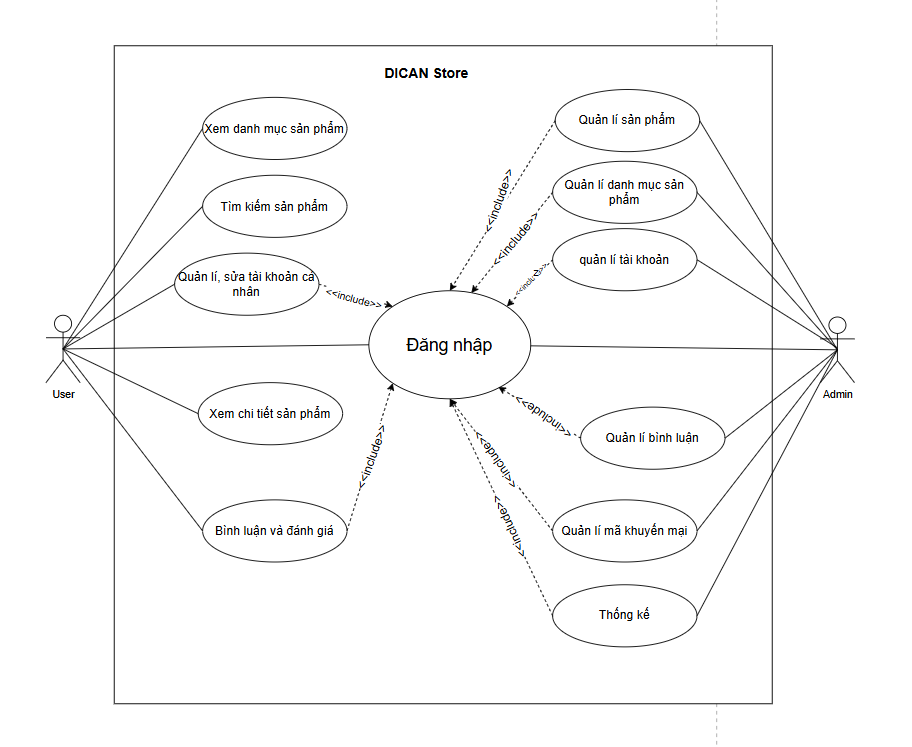 DICAN Store
Xem danh mục sản phẩm
Tìm kiếm sản phẩm
Quản lí, sửa tài khoản cá
nhân
<<include>>
User
Đăng nhập
Xem chi tiết sản phẩm
<<include>>
Bình luận và đánh giá
Quản lí sản phẩm
<<include>>
Quản lí danh mục sản
phẩm
<<include>>
quản lí tài khoản
Admin
<<include>>
Quản lí bình luận
<<include>>
Quản lí mã khuyến mại
<<include>>
Thống kế